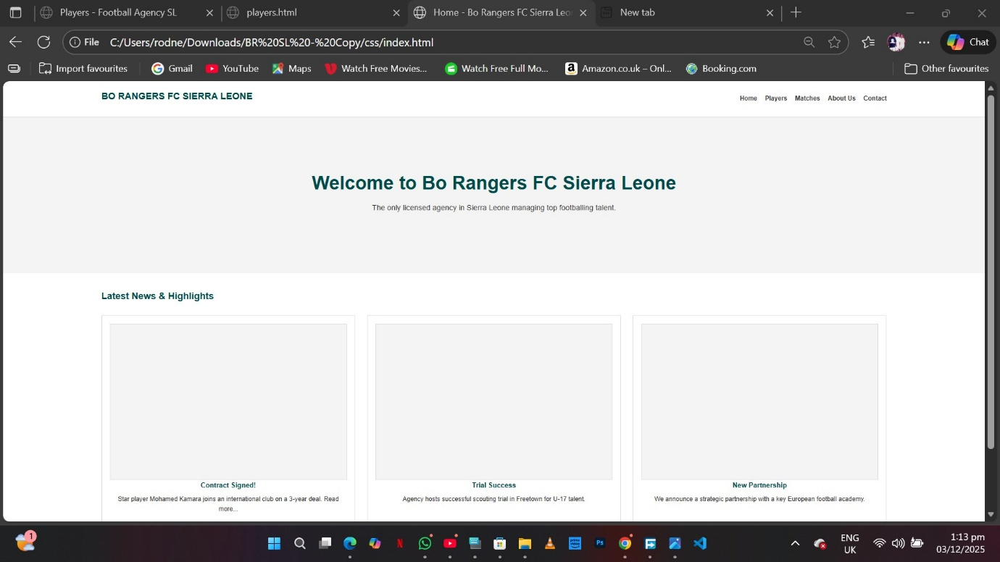 Players - Football Agency SL
players.html
Home - Bo Rangers FC Sierra Leo
New tab
File
C:/Users/rodne/Downloads/BR%20SL%20-%20Copy/css/index.html
Chat
Import favourites
Gmail
YouTube
Maps
Watch Free Movies...
Watch Free Full Mo...
a
Amazon.co.uk – Onl...
Booking.com
Other favourites
BO RANGERS FC SIERRA LEONE
Home
Players
Matches
About Us
Contact
Welcome to Bo Rangers FC Sierra Leone
The only licensed agency in Sierra Leone managing top footballing talent.
Latest News & Highlights
Contract Signed!
Star player Mohamed Kamara joins an international club on a 3-year deal. Read
more...
Trial Success
Agency hosts successful scouting trial in Freetown for U-17 talent.
New Partnership
We announce a strategic partnership with a key European football academy.
1
N
prime video
Ps
ENG
UK
1:13 pm
03/12/2025